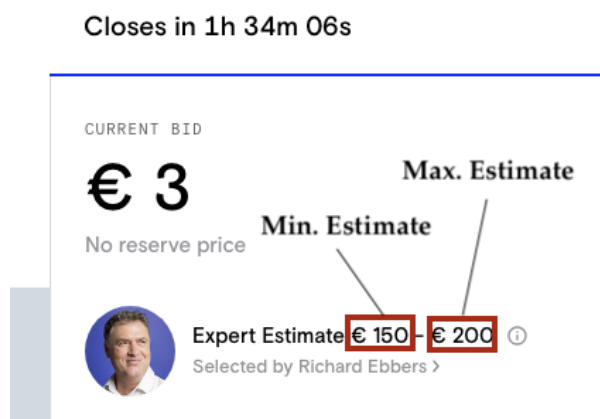 Closes in 1h 34m 06s
CURRENT BID
€ 3
Max. Estimate
Min. Estimate
No reserve price
Expert Estimate € 150 - € 200
Selected by Richard Ebbers >